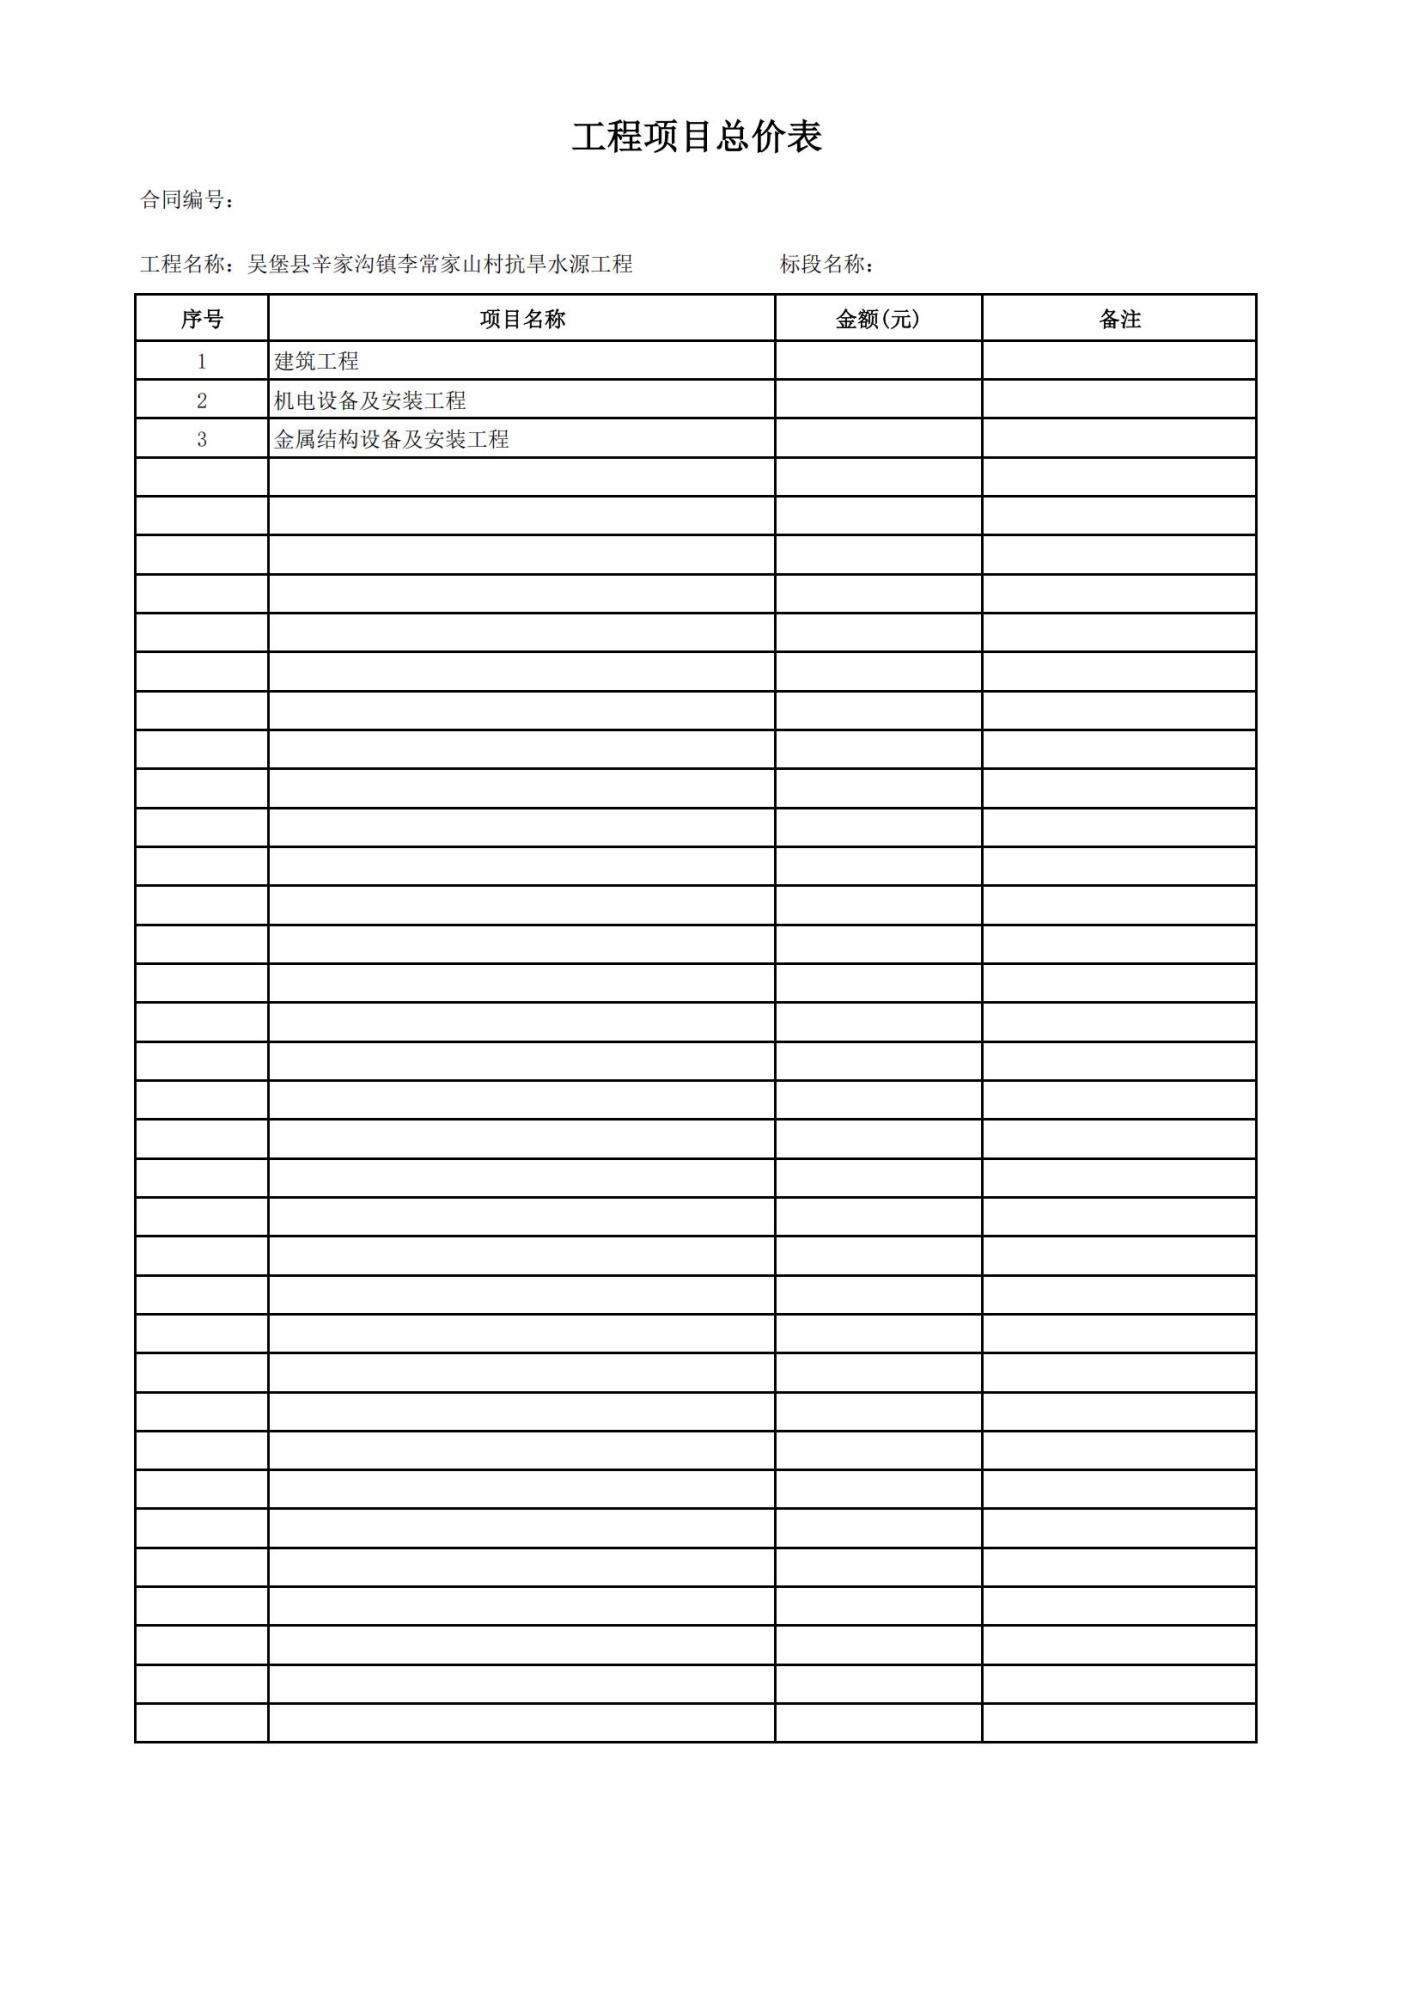 工程项目总价表
合同编号：
工程名称：吴堡县辛家沟镇李常家山村抗旱水源工程 标段名称：
序号 项目名称 金额(元) 备注
1 建筑工程
2 机电设备及安装工程
3 金属结构设备及安装工程